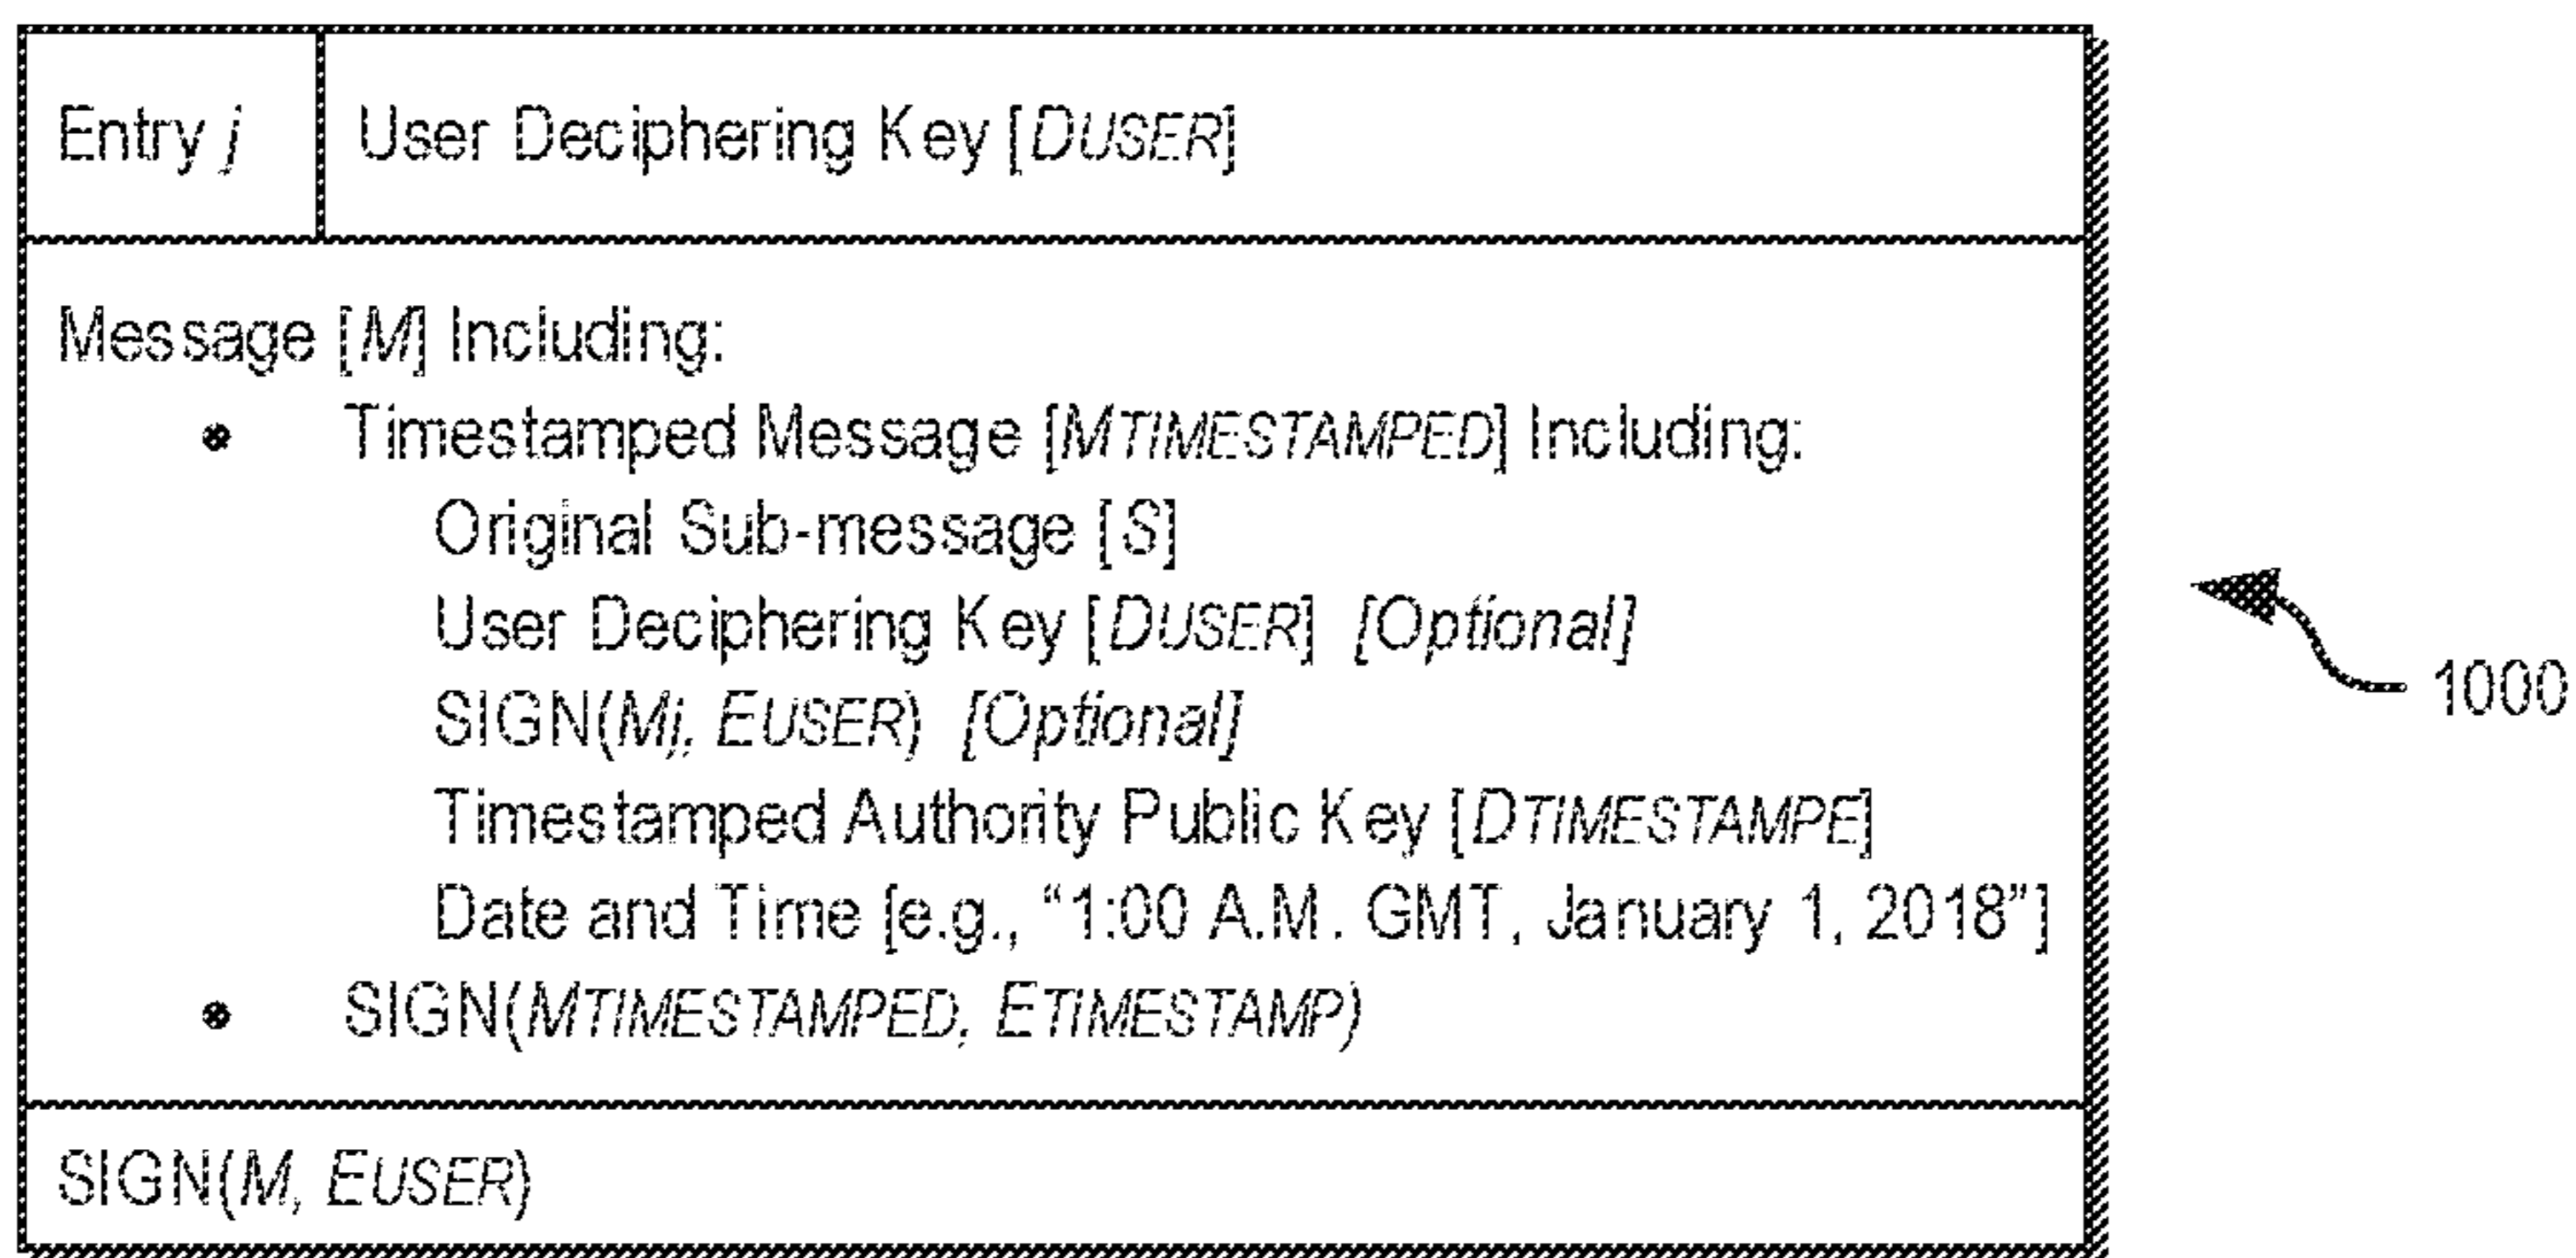 Entry j User Deciphering Key [DUSER]
Message [M] Including:
• Timestamped Message [MTIMESTAMPED] Including:
Original Sub-message [S]
User Deciphering Key [DUSER] [Optional]
SIGN(Mj, EUSER) [Optional]
Timestamped Authority Public Key [DTIMESTAMPE]
Date and Time [e.g., “1:00 A.M. GMT, January 1, 2018”]
• SIGN(MTIMESTAMPED, ETIMESTAMP)
SIGN(M, EUSER)
1000